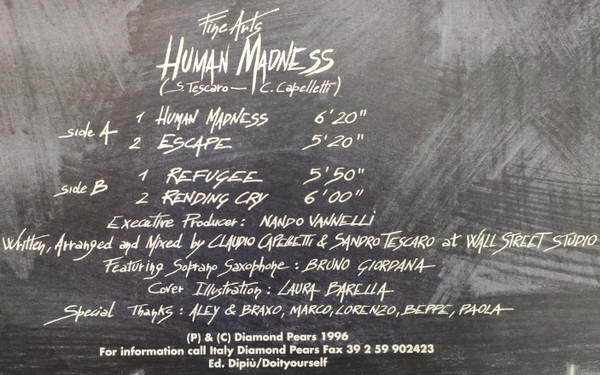 Fine Arts
HUMAN MADNESS
(S. Tescaro — C. Capelletti)
side A 1 HUMAN MADNESS 6'20"
2 ESCAPE 5'20"
side B 1 REFUGEE 5'50"
2 RENDING CRY 6'00"
Executive Producer: NANDO VANNELLI
Written, Arranged and Mixed by CLAUDIO CAPELLETTI & SANDRO TESCARO at WALL STREET STUDIO
Featuring Soprano Saxophone: BRUNO GIORDANA
Cover Illustration: LAURA BARELLA
Special Thanks: ALEY & BRAXO, MARCO, LORENZO, BEPPE, PAOLA
(P) & (C) Diamond Pears 1996
For information call Italy Diamond Pears Fax 39 2 59 902423
Ed. Dipiù/Doityourself